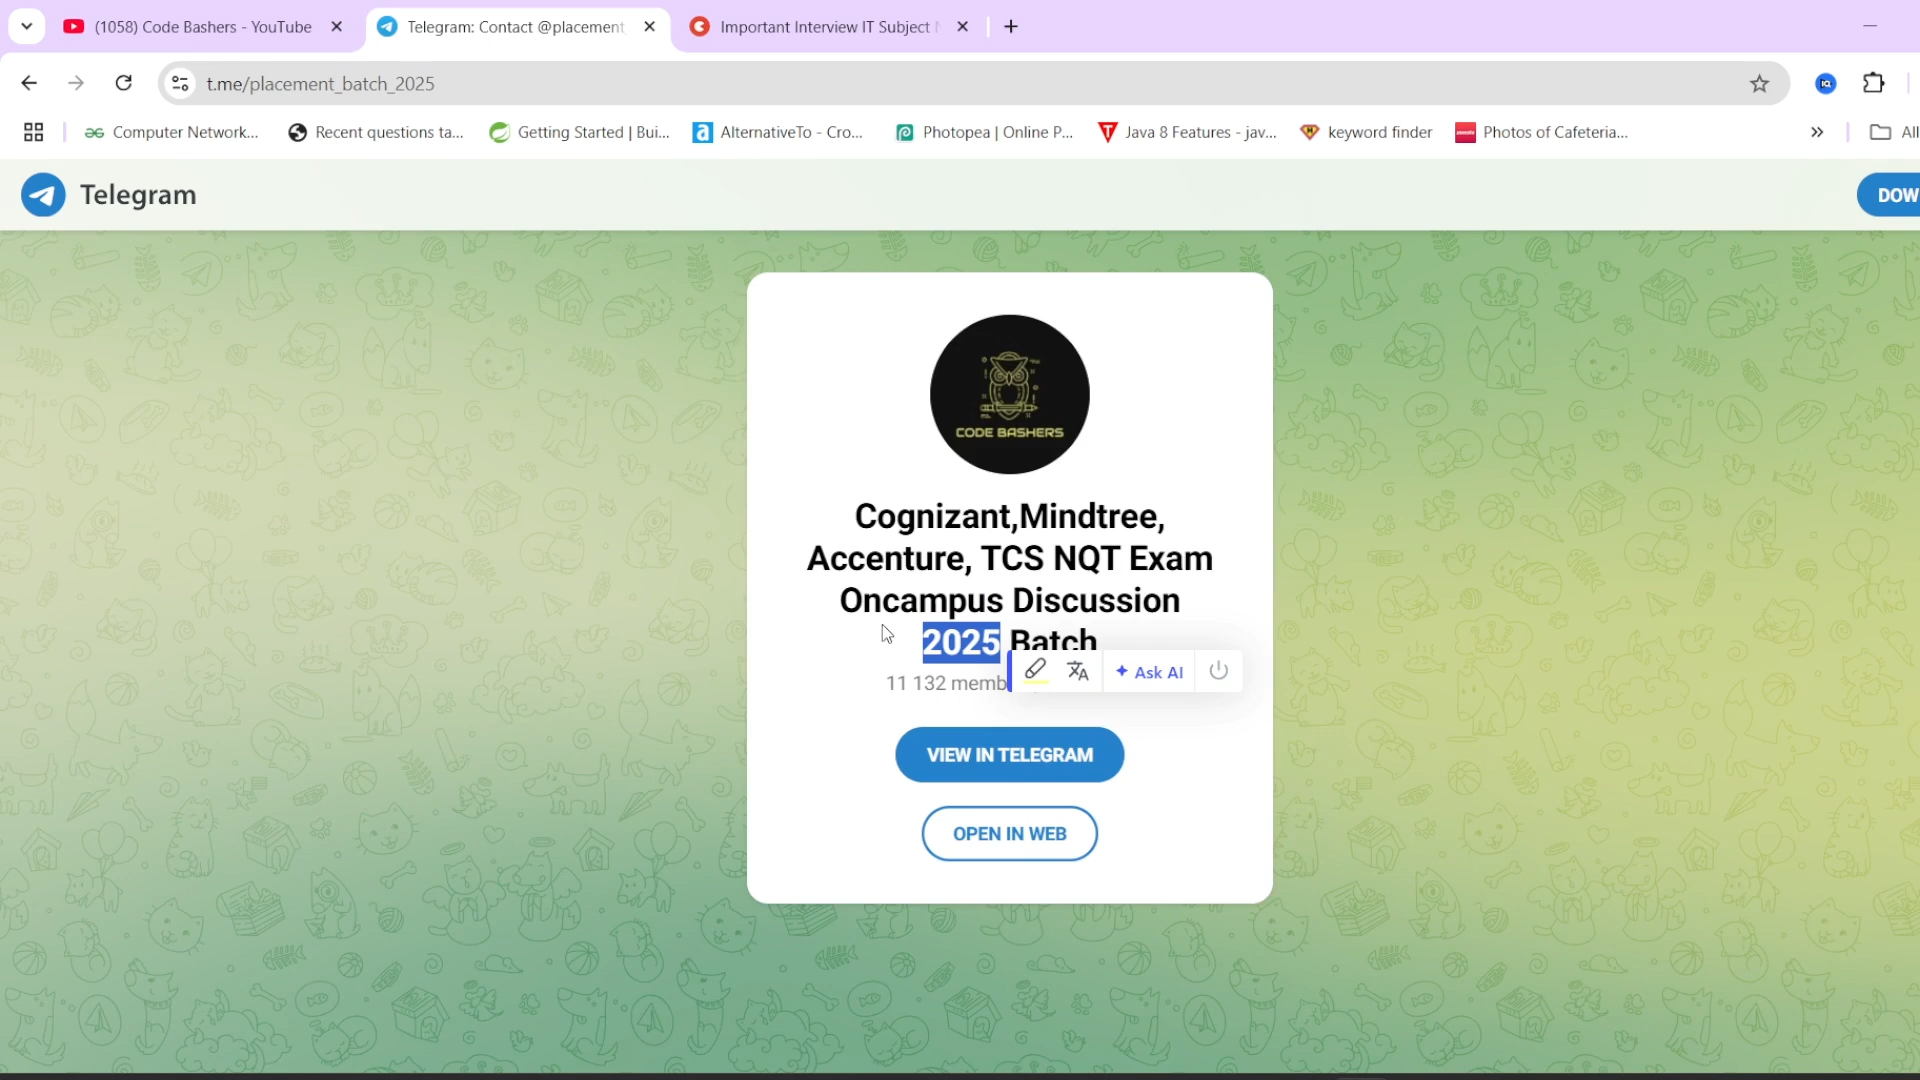 (1058) Code Bashers - YouTube
Telegram: Contact @placement
Important Interview IT Subject
t.me/placement_batch_2025
Computer Network...
Recent questions ta...
Getting Started | Bui...
AlternativeTo - Cro...
Photopea | Online P...
Java 8 Features - jav...
keyword finder
Photos of Cafeteria...
All
Telegram
DOW
CODE BASHERS
Cognizant,Mindtree,
Accenture, TCS NQT Exam
Oncampus Discussion
2025 Batch
11 132 memb
Ask AI
VIEW IN TELEGRAM
OPEN IN WEB